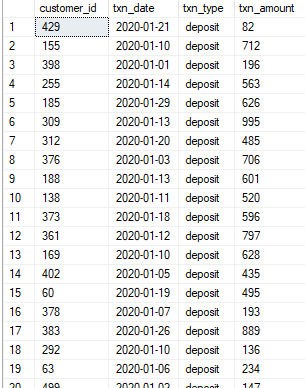 customer_id txn_date txn_type txn_amount
1 429 2020-01-21 deposit 82
2 155 2020-01-10 deposit 712
3 398 2020-01-01 deposit 196
4 255 2020-01-14 deposit 563
5 185 2020-01-29 deposit 626
6 309 2020-01-13 deposit 995
7 312 2020-01-20 deposit 485
8 376 2020-01-03 deposit 706
9 188 2020-01-13 deposit 601
10 138 2020-01-11 deposit 520
11 373 2020-01-18 deposit 596
12 361 2020-01-12 deposit 797
13 169 2020-01-10 deposit 628
14 402 2020-01-05 deposit 435
15 60 2020-01-19 deposit 495
16 378 2020-01-07 deposit 193
17 383 2020-01-26 deposit 889
18 292 2020-01-10 deposit 136
19 63 2020-01-06 deposit 234
20 499 2020-01-02 deposit 147